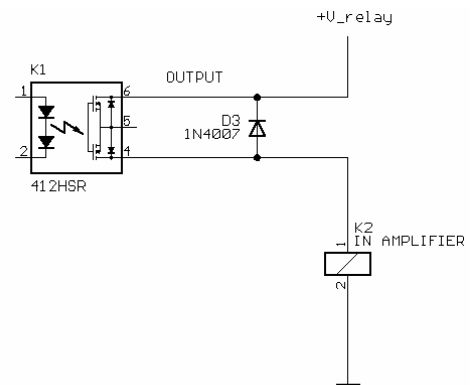 +V_relay
K1
OUTPUT
1
6
D3
1N4007
5
2
4
412HSR
K2
IN AMPLIFIER
1
2